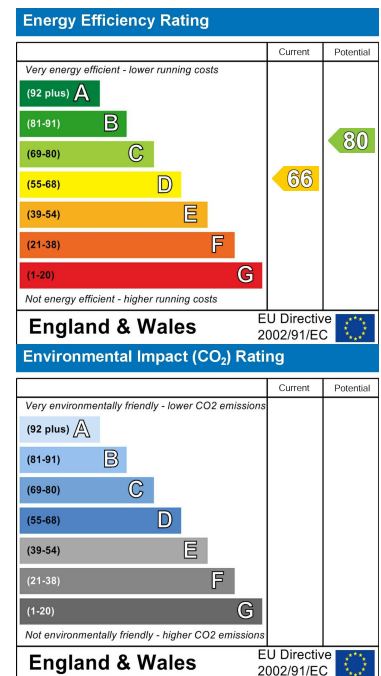 Energy Efficiency Rating
Current Potential
Very energy efficient - lower running costs
(92 plus) A
(81-91) B
(69-80) C
(55-68) D
(39-54) E
(21-38) F
(1-20) G
80
66
Not energy efficient - higher running costs
England & Wales
EU Directive
2002/91/EC
Environmental Impact (CO₂) Rating
Current Potential
Very environmentally friendly - lower CO2 emissions
(92 plus) A
(81-91) B
(69-80) C
(55-68) D
(39-54) E
(21-38) F
(1-20) G
Not environmentally friendly - higher CO2 emissions
England & Wales
EU Directive
2002/91/EC